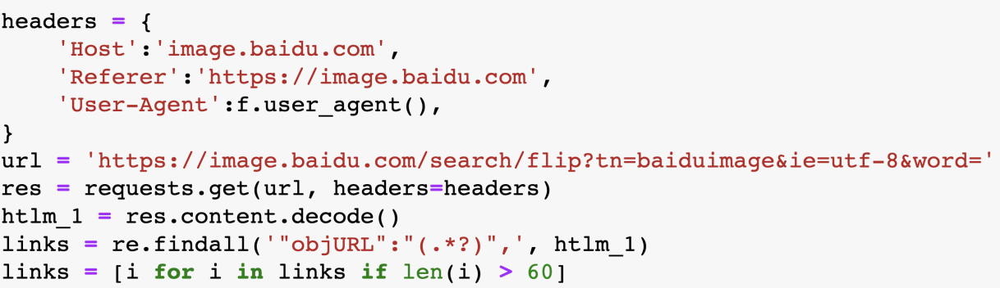 headers = {
    'Host':'image.baidu.com',
    'Referer':'https://image.baidu.com',
    'User-Agent':f.user_agent(),
}
url = 'https://image.baidu.com/search/flip?tn=baiduimage&ie=utf-8&word='
res = requests.get(url, headers=headers)
htlm_1 = res.content.decode()
links = re.findall('"objURL":"(.*?)",', htlm_1)
links = [i for i in links if len(i) > 60]